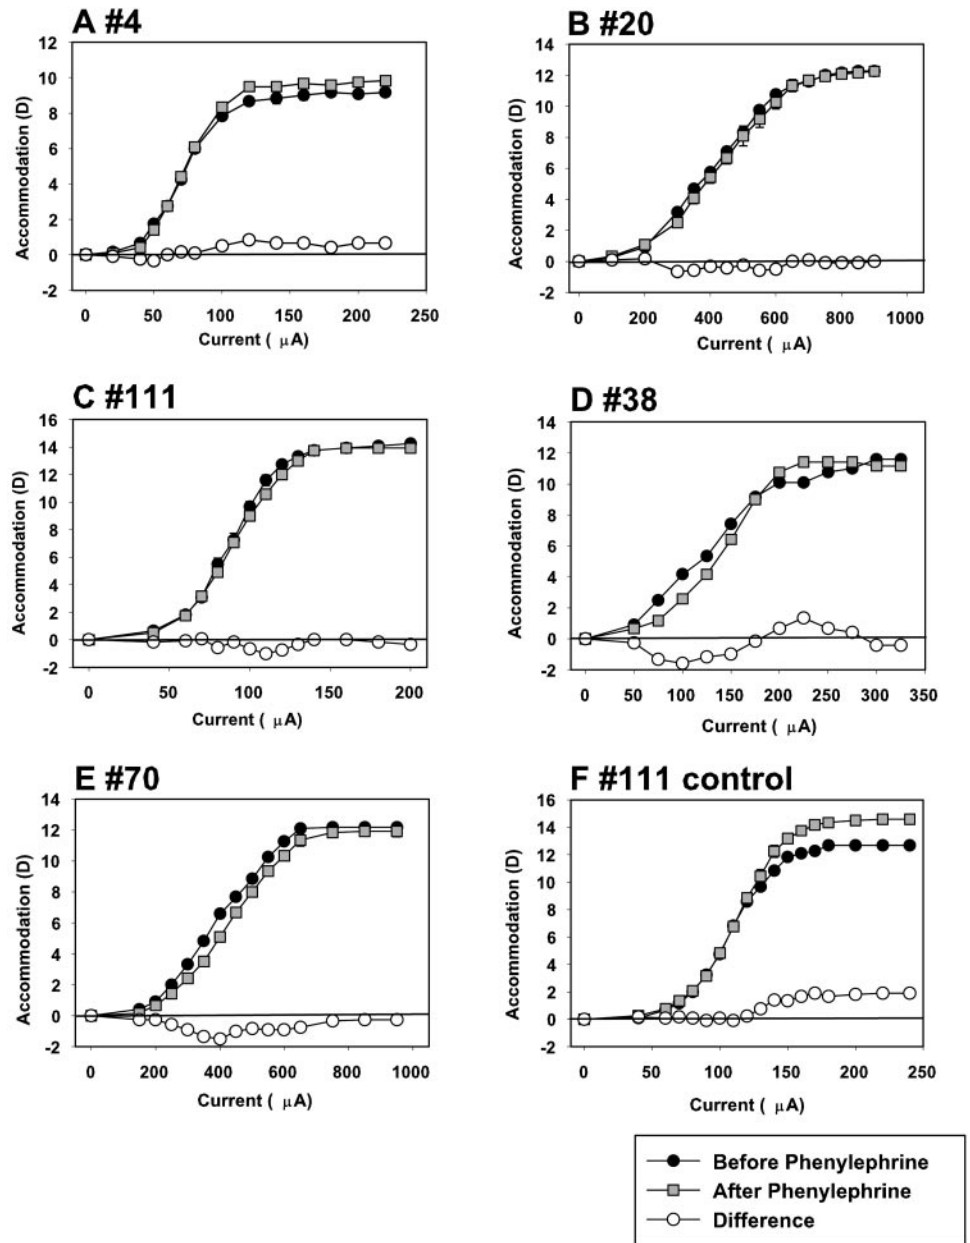 A #4
12
10
8
6
4
2
0
-2
Accommodation (D)
0 50 100 150 200 250
Current ( μA)
B #20
14
12
10
8
6
4
2
0
-2
Accommodation (D)
0 200 400 600 800 1000
Current ( μA)
C #111
16
14
12
10
8
6
4
2
0
-2
Accommodation (D)
0 50 100 150 200
Current ( μA)
D #38
14
12
10
8
6
4
2
0
-2
Accommodation (D)
0 50 100 150 200 250 300 350
Current ( μA)
E #70
14
12
10
8
6
4
2
0
-2
Accommodation (D)
0 200 400 600 800 1000
Current ( μA)
F #111 control
16
14
12
10
8
6
4
2
0
-2
Accommodation (D)
0 50 100 150 200 250
Current ( μA)
Before Phenylephrine
After Phenylephrine
Difference